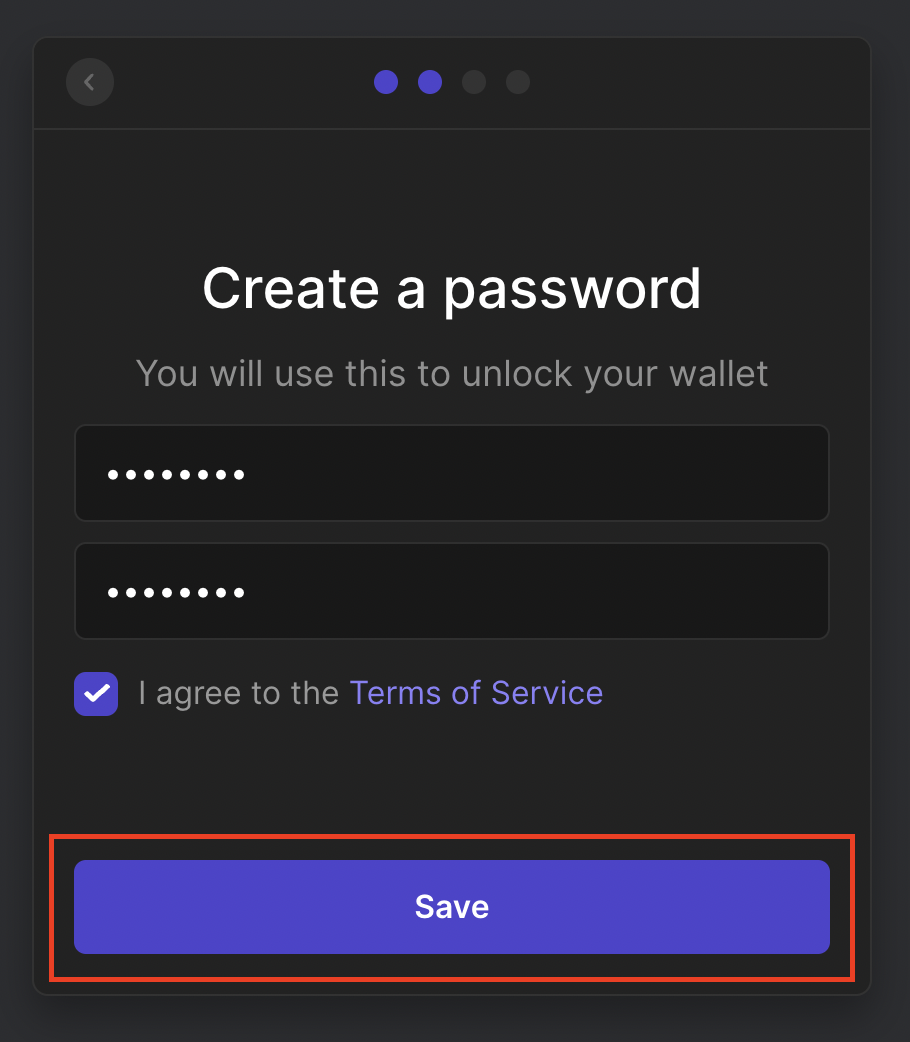 Create a password
You will use this to unlock your wallet
••••••••
••••••••
I agree to the Terms of Service
Save